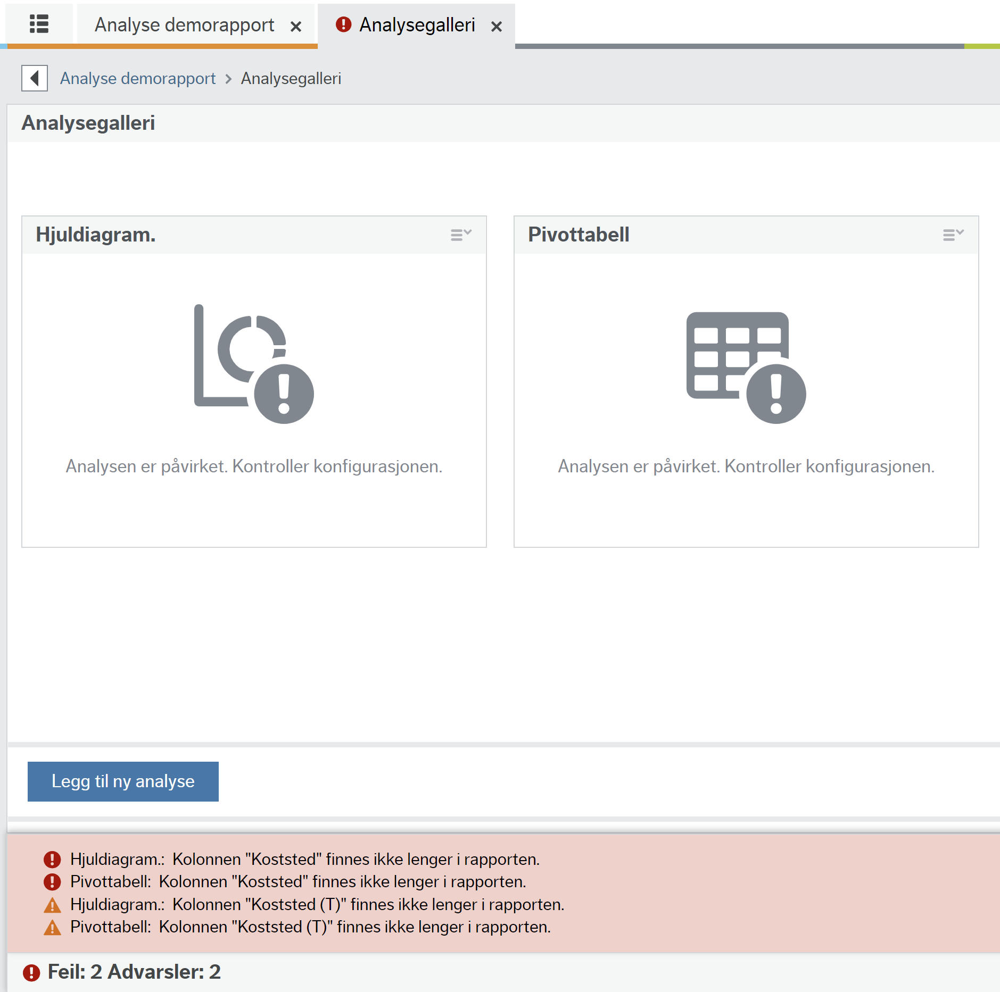 Analyse demorapport
Analysegalleri
Analyse demorapport > Analysegalleri
Analysegalleri
Hjuldiagram.
Analysen er påvirket. Kontroller konfigurasjonen.
Pivottabell
Analysen er påvirket. Kontroller konfigurasjonen.
Legg til ny analyse
Hjuldiagram.: Kolonnen "Koststed" finnes ikke lenger i rapporten.
Pivottabell: Kolonnen "Koststed" finnes ikke lenger i rapporten.
Hjuldiagram.: Kolonnen "Koststed (T)" finnes ikke lenger i rapporten.
Pivottabell: Kolonnen "Koststed (T)" finnes ikke lenger i rapporten.
Feil: 2 Advarsler: 2